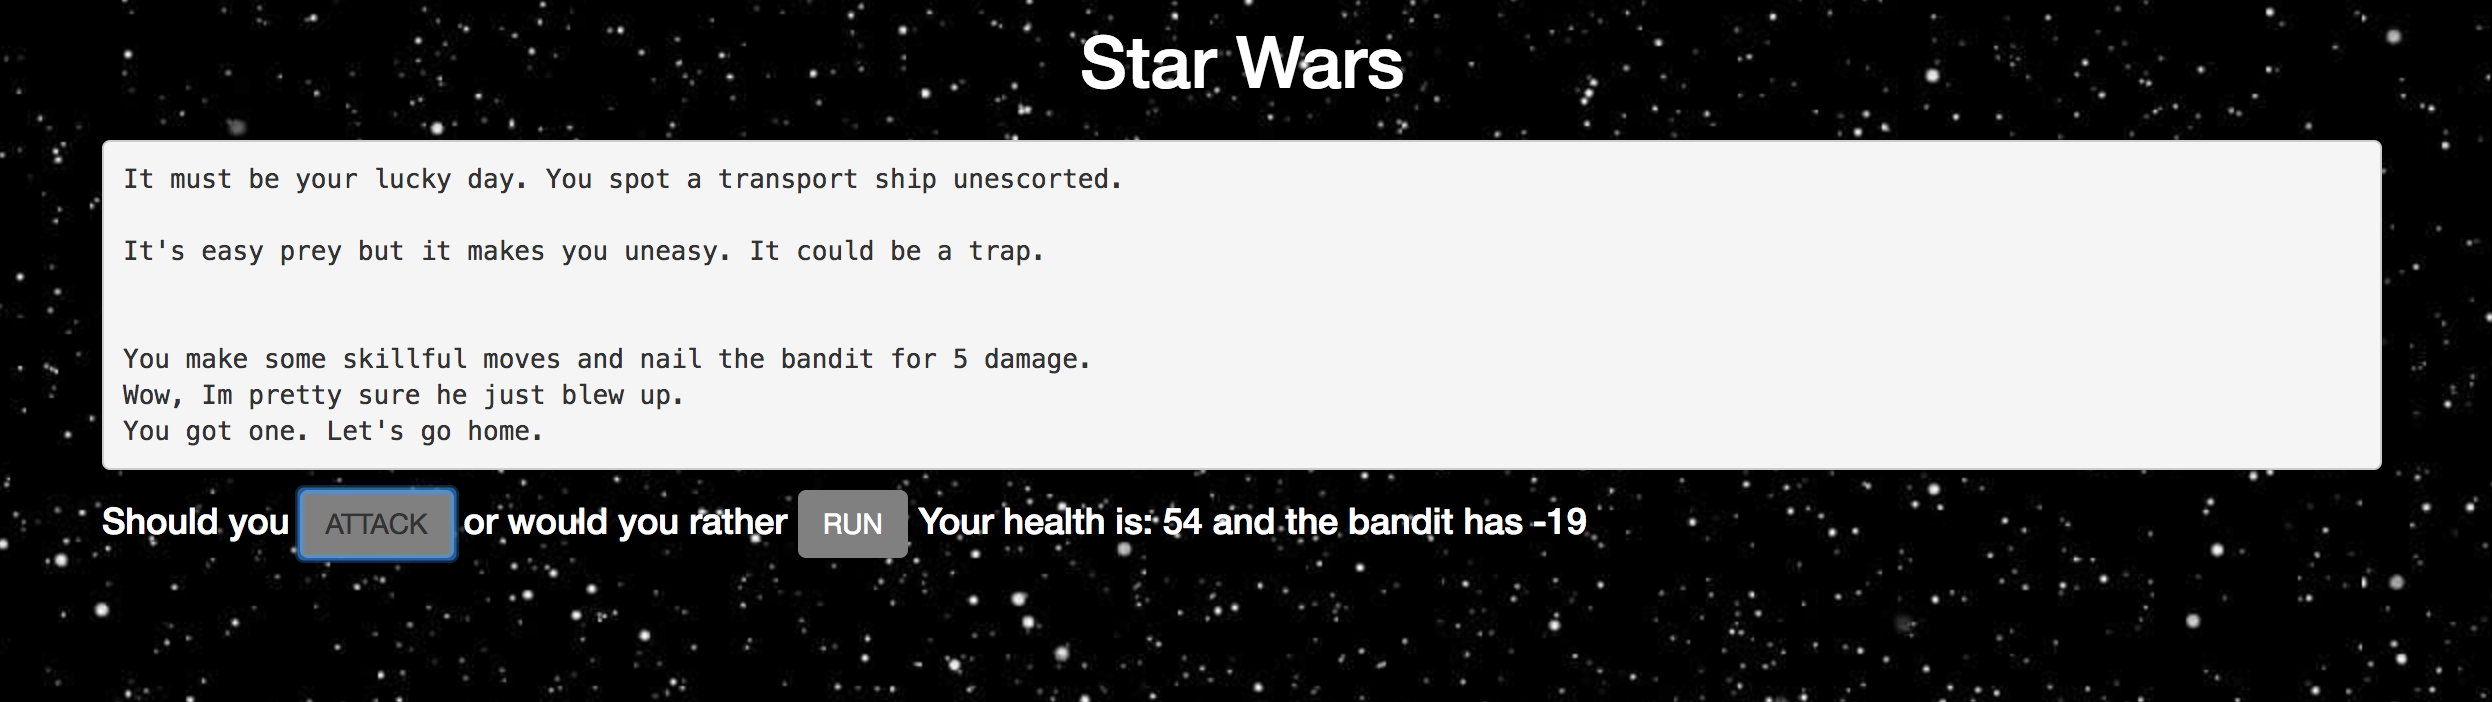 Star Wars
It must be your lucky day. You spot a transport ship unescorted.
It's easy prey but it makes you uneasy. It could be a trap.
You make some skillful moves and nail the bandit for 5 damage.
Wow, Im pretty sure he just blew up.
You got one. Let's go home.
Should you ATTACK or would you rather RUN Your health is: 54 and the bandit has -19